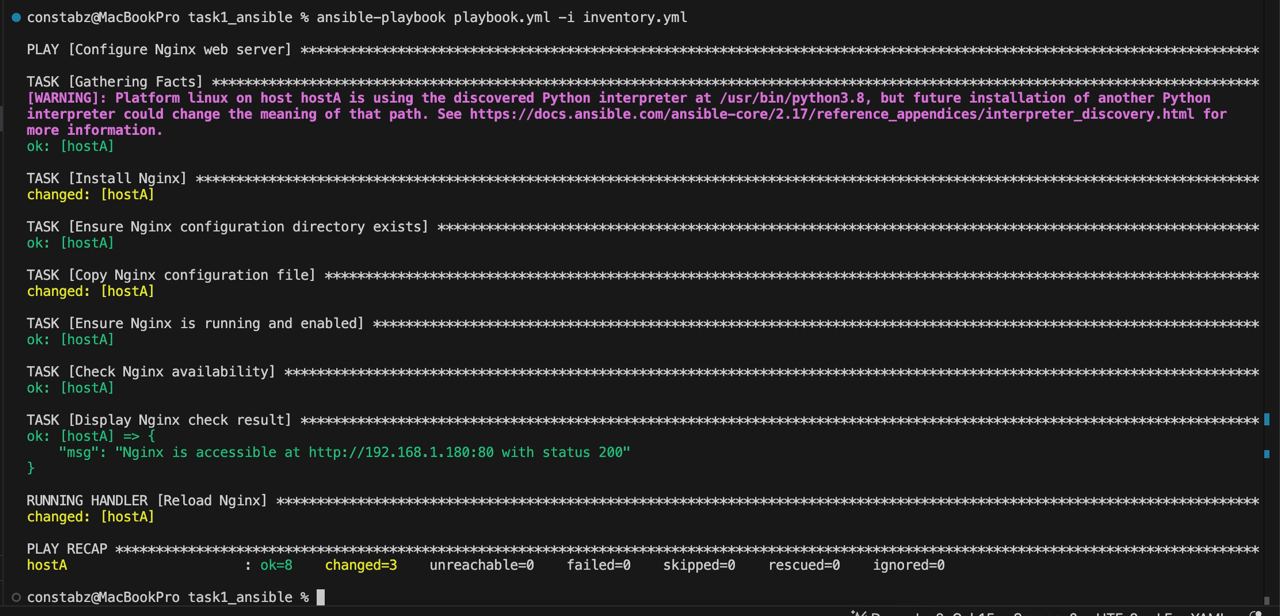 constabz@MacBookPro task1_ansible % ansible-playbook playbook.yml -i inventory.yml
PLAY [Configure Nginx web server] **********************************************************************************************************************
TASK [Gathering Facts] *********************************************************************************************************************************
[WARNING]: Platform linux on host hostA is using the discovered Python interpreter at /usr/bin/python3.8, but future installation of another Python
interpreter could change the meaning of that path. See https://docs.ansible.com/ansible-core/2.17/reference_appendices/interpreter_discovery.html for
more information.
ok: [hostA]
TASK [Install Nginx] ***********************************************************************************************************************************
changed: [hostA]
TASK [Ensure Nginx configuration directory exists] *****************************************************************************************************
ok: [hostA]
TASK [Copy Nginx configuration file] *******************************************************************************************************************
changed: [hostA]
TASK [Ensure Nginx is running and enabled] *************************************************************************************************************
ok: [hostA]
TASK [Check Nginx availability] ************************************************************************************************************************
ok: [hostA]
TASK [Display Nginx check result] **********************************************************************************************************************
ok: [hostA] => {
    "msg": "Nginx is accessible at http://192.168.1.180:80 with status 200"
}
RUNNING HANDLER [Reload Nginx] *************************************************************************************************************************
changed: [hostA]
PLAY RECAP *********************************************************************************************************************************************
hostA                      : ok=8    changed=3    unreachable=0    failed=0    skipped=0    rescued=0    ignored=0
constabz@MacBookPro task1_ansible %